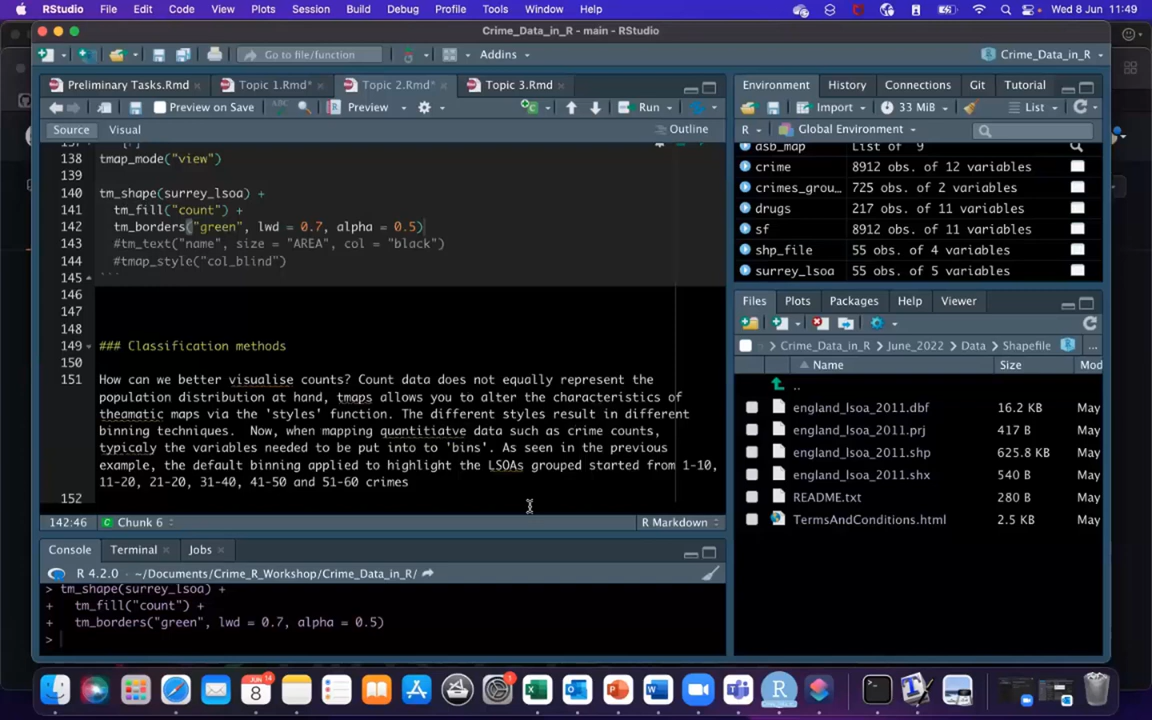 RStudio File Edit Code View Plots Session Build Debug Profile Tools Window Help Wed 8 Jun 11:49
Crime_Data_in_R - main - RStudio
Go to file/function Addins Crime_Data_in_R
Preliminary Tasks.Rmd Topic 1.Rmd* Topic 2.Rmd* Topic 3.Rmd
Preview on Save Preview Run
Source Visual Outline
138 tmap_mode("view")
139
140 tm_shape(surrey_lsoa) +
141 tm_fill("count") +
142 tm_borders("green", lwd = 0.7, alpha = 0.5)
143 #tm_text("name", size = "AREA", col = "black")
144 #tmap_style("col_blind")
145 ```
146
147
148
149 ### Classification methods
150
151 How can we better visualise counts? Count data does not equally represent the
population distribution at hand, tmaps allows you to alter the characteristics of
theamatic maps via the 'styles' function. The different styles result in different
binning techniques.  Now, when mapping quantitiatve data such as crime counts,
typicaly the variables needed to be put into to 'bins'. As seen in the previous
example, the default binning applied to highlight the LSOAs grouped started from 1-10,
11-20, 21-20, 31-40, 41-50 and 51-60 crimes
152
142:46 Chunk 6 R Markdown
Console Terminal Jobs
R 4.2.0 · ~/Documents/Crime_R_Workshop/Crime_Data_in_R/
> tm_shape(surrey_lsoa) +
+ tm_fill("count") +
+ tm_borders("green", lwd = 0.7, alpha = 0.5)
>
Environment History Connections Git Tutorial
Import 33 MiB List
R Global Environment
asb_map List of 9
crime 8912 obs. of 12 variables
crimes_grou… 725 obs. of 2 variables
drugs 217 obs. of 11 variables
sf 8912 obs. of 12 variables
shp_file 55 obs. of 4 variables
surrey_lsoa 55 obs. of 5 variables
Files Plots Packages Help Viewer
Crime_Data_in_R June_2022 Data Shapefile ...
Name Size Mod
..
england_lsoa_2011.dbf 16.2 KB May
england_lsoa_2011.prj 417 B May
england_lsoa_2011.shp 625.8 KB May
england_lsoa_2011.shx 540 B May
README.txt 280 B May
TermsAndConditions.html 2.5 KB May